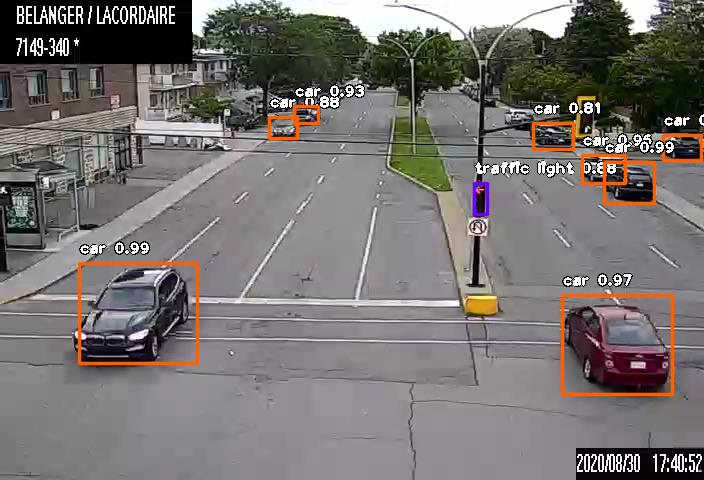 BELANGER / LACORDAIRE
7149-340 *
car 0.93
car 0.88
car 0.81
car 0.95
car 0.99
traffic light 0.68
car 0.99
car 0.97
2020/08/30 17:40:52